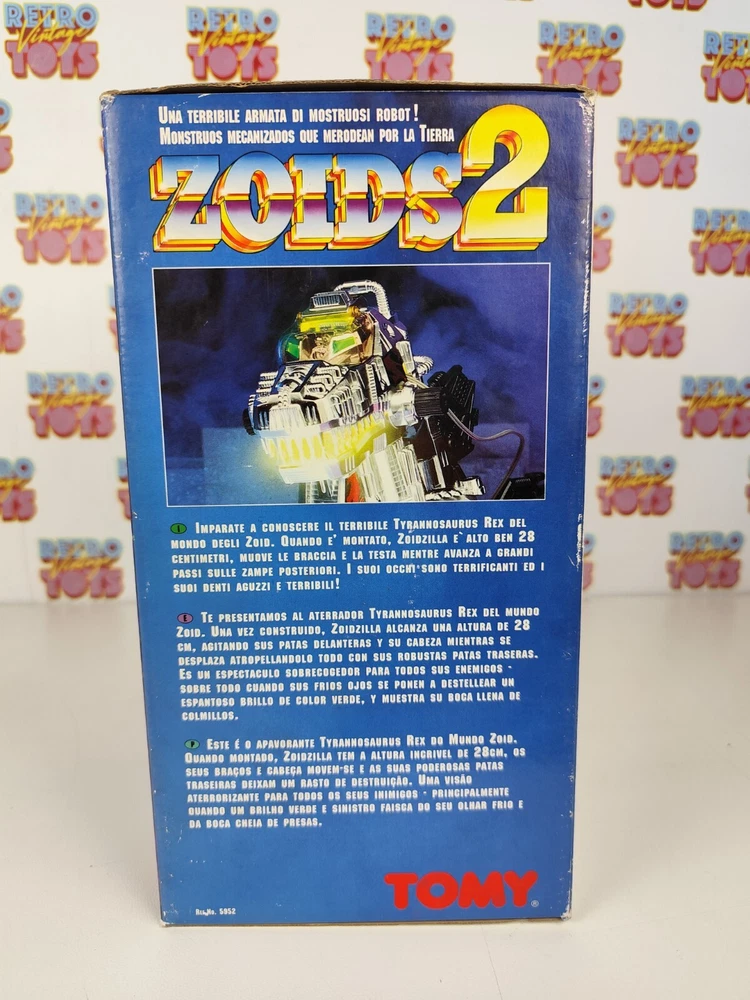 UNA TERRIBILE ARMATA DI MOSTRUOSI ROBOT!
MONSTRUOS MECANIZADOS QUE MERODEAN POR LA TIERRA
ZOIDS2
I IMPARATE A CONOSCERE IL TERRIBILE TYRANNOSAURUS REX DEL
MONDO DEGLI ZOID. QUANDO E' MONTATO, ZOIDZILLA E' ALTO BEN 28
CENTIMETRI, MUOVE LE BRACCIA E LA TESTA MENTRE AVANZA A GRANDI
PASSI SULLE ZAMPE POSTERIORI. I SUOI OCCHI SONO TERRIFICANTI ED I
SUOI DENTI AGUZZI E TERRIBILI!
E TE PRESENTAMOS AL ATERRADOR TYRANNOSAURUS REX DEL MUNDO
ZOID. UNA VEZ CONSTRUIDO, ZOIDZILLA ALCANZA UNA ALTURA DE 28
CM, AGITANDO SUS PATAS DELANTERAS Y SU CABEZA MIENTRAS SE
DESPLAZA ATROPELLANDOLO TODO CON SUS ROBUSTAS PATAS TRASERAS.
ES UN ESPECTACULO SOBRECOGEDOR PARA TODOS SUS ENEMIGOS -
SOBRE TODO CUANDO SUS FRIOS OJOS SE PONEN A DESTELLEAR UN
ESPANTOSO BRILLO DE COLOR VERDE, Y MUESTRA SU BOCA LLENA DE
COLMILLOS.
P ESTE É O APAVORANTE TYRANNOSAURUS REX DO MUNDO ZOID.
QUANDO MONTADO, ZOIDZILLA TEM A ALTURA INCRIVEL DE 28CM. OS
SEUS BRAÇOS E CABEÇA MOVEM-SE E AS SUAS PODEROSAS PATAS
TRASEIRAS DEIXAM UM RASTO DE DESTRUIÇÃO. UMA VISÃO
ATERRORIZANTE PARA TODOS OS SEUS INIMIGOS - PRINCIPALMENTE
QUANDO UM BRILHO VERDE E SINISTRO FAISCA DO SEU OLHAR FRIO E
DA BOCA CHEIA DE PRESAS.
TOMY®
REG.NO. 5952
RETRO
Vintage
TOYS